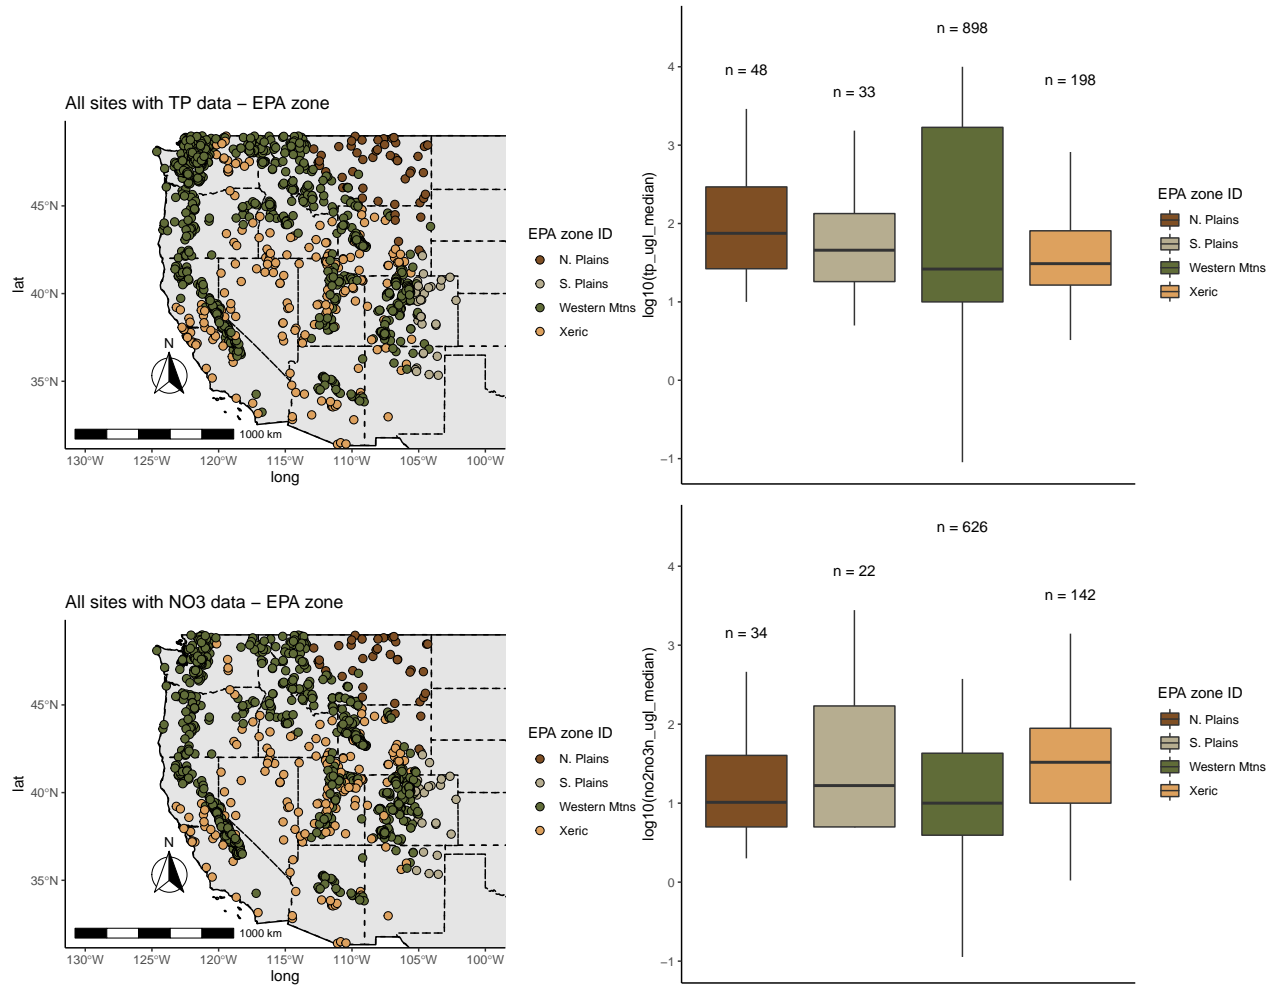 All sites with TP data − EPA zone
lat
45°N
40°N
35°N
N
1000 km
130°W 125°W 120°W 115°W 110°W 105°W 100°W
long
EPA zone ID
N. Plains
S. Plains
Western Mtns
Xeric
log10(tp_ugl_median)
4
3
2
1
0
−1
n = 48
n = 33
n = 898
n = 198
EPA zone ID
N. Plains
S. Plains
Western Mtns
Xeric
All sites with NO3 data − EPA zone
lat
45°N
40°N
35°N
N
1000 km
130°W 125°W 120°W 115°W 110°W 105°W 100°W
long
EPA zone ID
N. Plains
S. Plains
Western Mtns
Xeric
log10(no2no3n_ugl_median)
4
3
2
1
0
−1
n = 34
n = 22
n = 626
n = 142
EPA zone ID
N. Plains
S. Plains
Western Mtns
Xeric